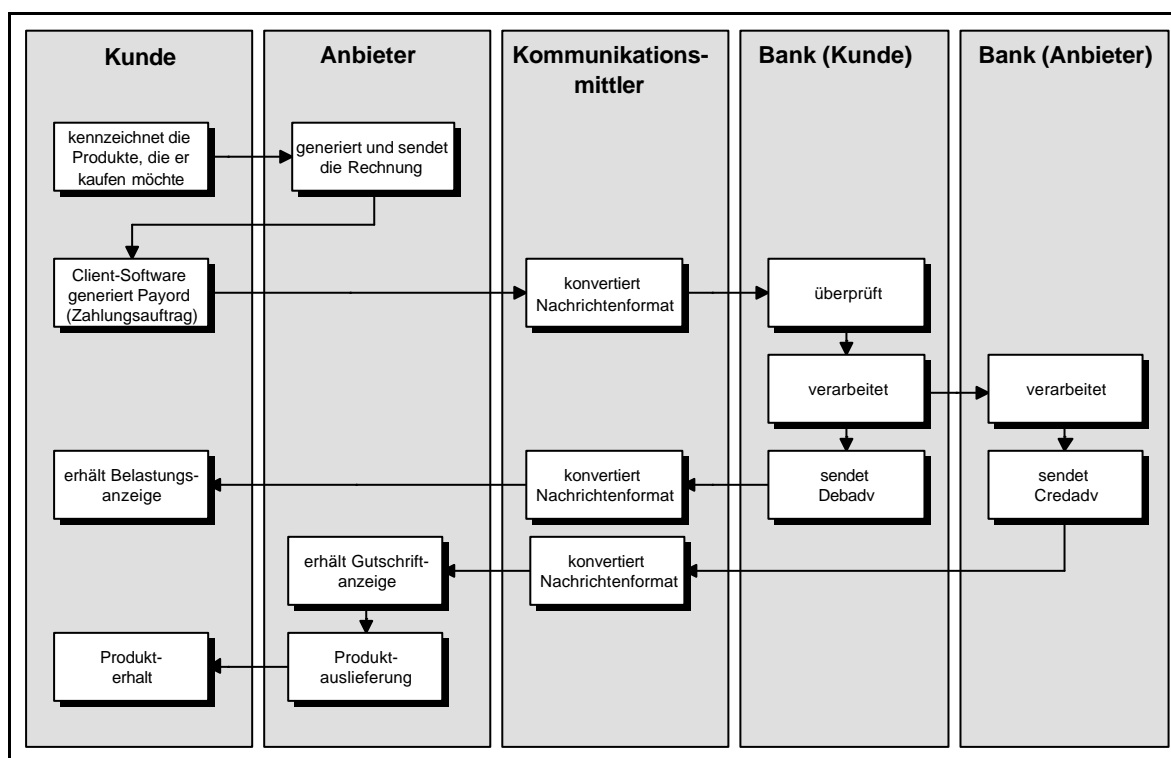 Kunde
Anbieter
Kommunikations-
mittler
Bank (Kunde)
Bank (Anbieter)
kennzeichnet die
Produkte, die er
kaufen möchte
generiert und sendet
die Rechnung
Client-Software
generiert Payord
(Zahlungsauftrag)
konvertiert
Nachrichtenformat
überprüft
verarbeitet
verarbeitet
erhält Belastungs-
anzeige
konvertiert
Nachrichtenformat
sendet
Debadv
sendet
Credadv
erhält Gutschrift-
anzeige
konvertiert
Nachrichtenformat
Produkt-
erhalt
Produkt-
auslieferung